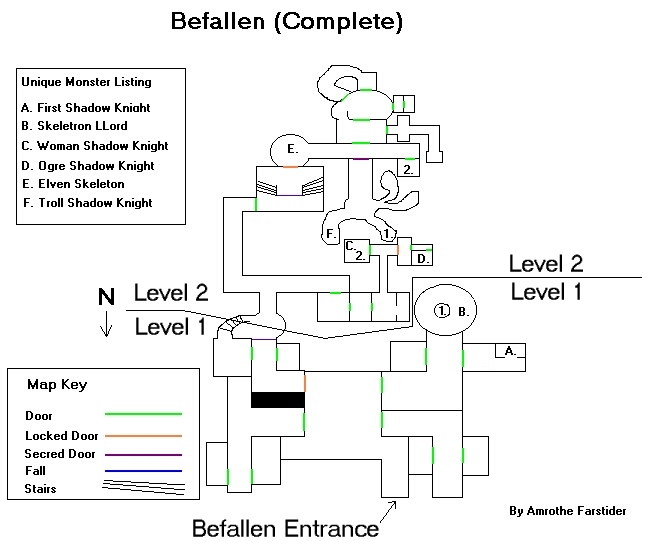 Befallen (Complete)
Unique Monster Listing
A. First Shadow Knight
B. Skeletron LLord
C. Woman Shadow Knight
D. Ogre Shadow Knight
E. Elven Skeleton
F. Troll Shadow Knight
E.
2.
F.
1.
C.
2.
D.
Level 2
Level 1
N
Level 2
Level 1
1. B.
A.
Map Key
Door
Locked Door
Secred Door
Fall
Stairs
Befallen Entrance
By Amrothe Farstider